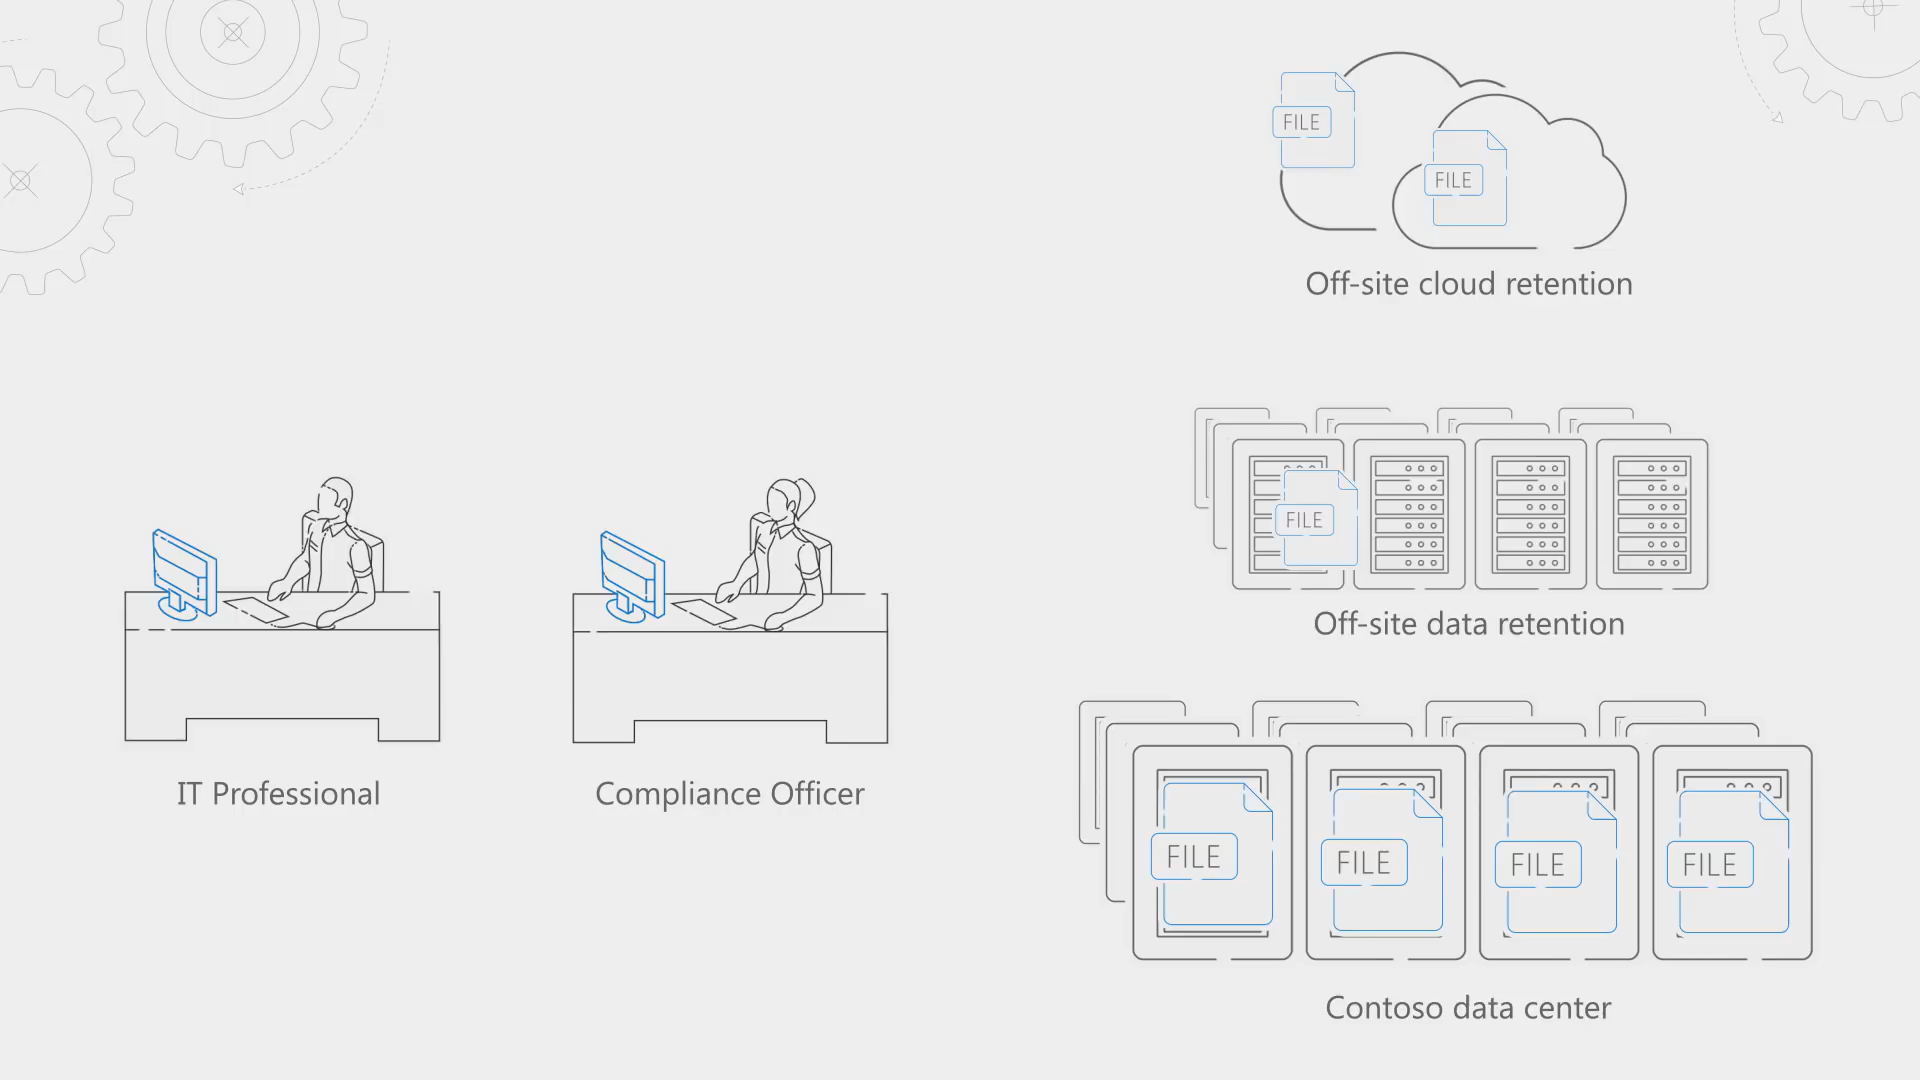 FILE
FILE
Off-site cloud retention
FILE
Off-site data retention
IT Professional
Compliance Officer
FILE
FILE
FILE
FILE
Contoso data center